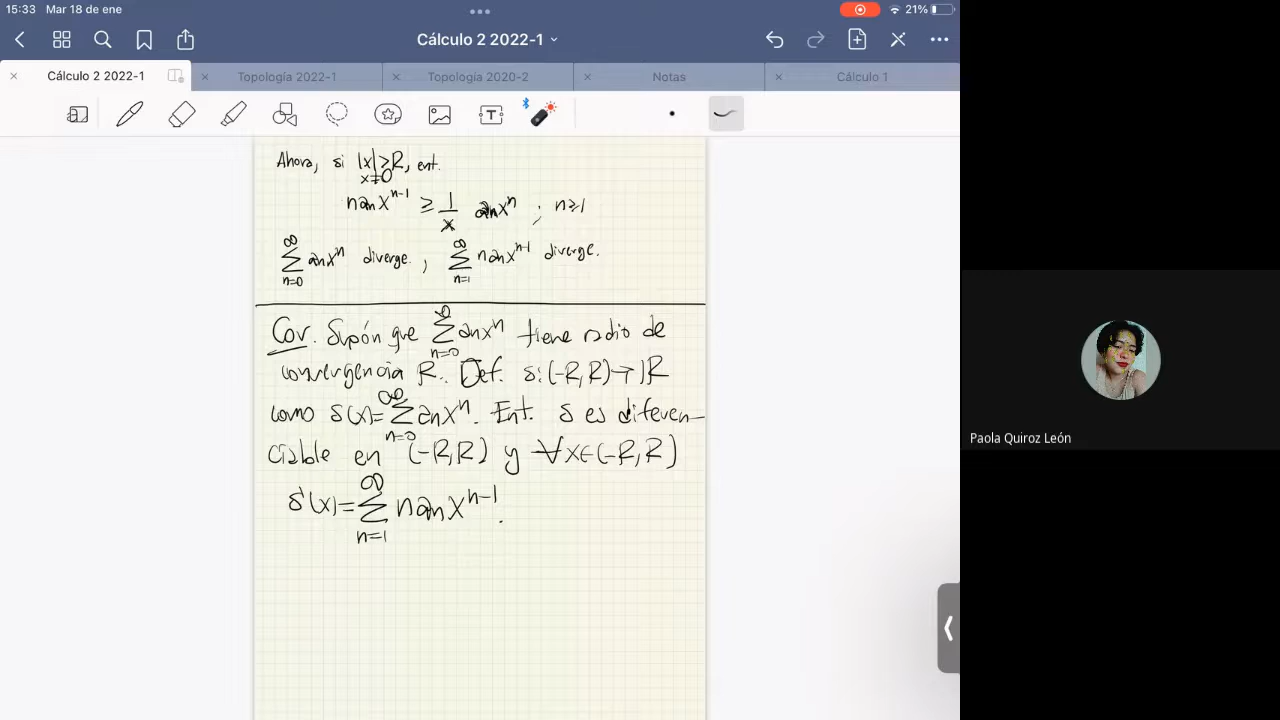 15:33 Mar 18 de ene
21%
Cálculo 2 2022-1
Cálculo 2 2022-1
Topología 2022-1
Topología 2020-2
Notas
Cálculo 1
Ahora, si |x|>R, ent.
x≠0
nanx^{n-1} ≥ 1/x anx^n ; n≥1
∑_{n=0}^{∞} anx^n diverge. , ∑_{n=1}^{∞} nanx^{n-1} diverge.
Cor. Supón que ∑_{n=0}^{∞} anx^n tiene radio de
convergencia R. Def. s:(-R,R)→ℝ
como s(x)=∑_{n=0}^{∞} anx^n. Ent. s es diferen-
ciable en (-R,R) y ∀x∈(-R,R)
s'(x)=∑_{n=1}^{∞} nanx^{n-1}.
Paola Quiroz León